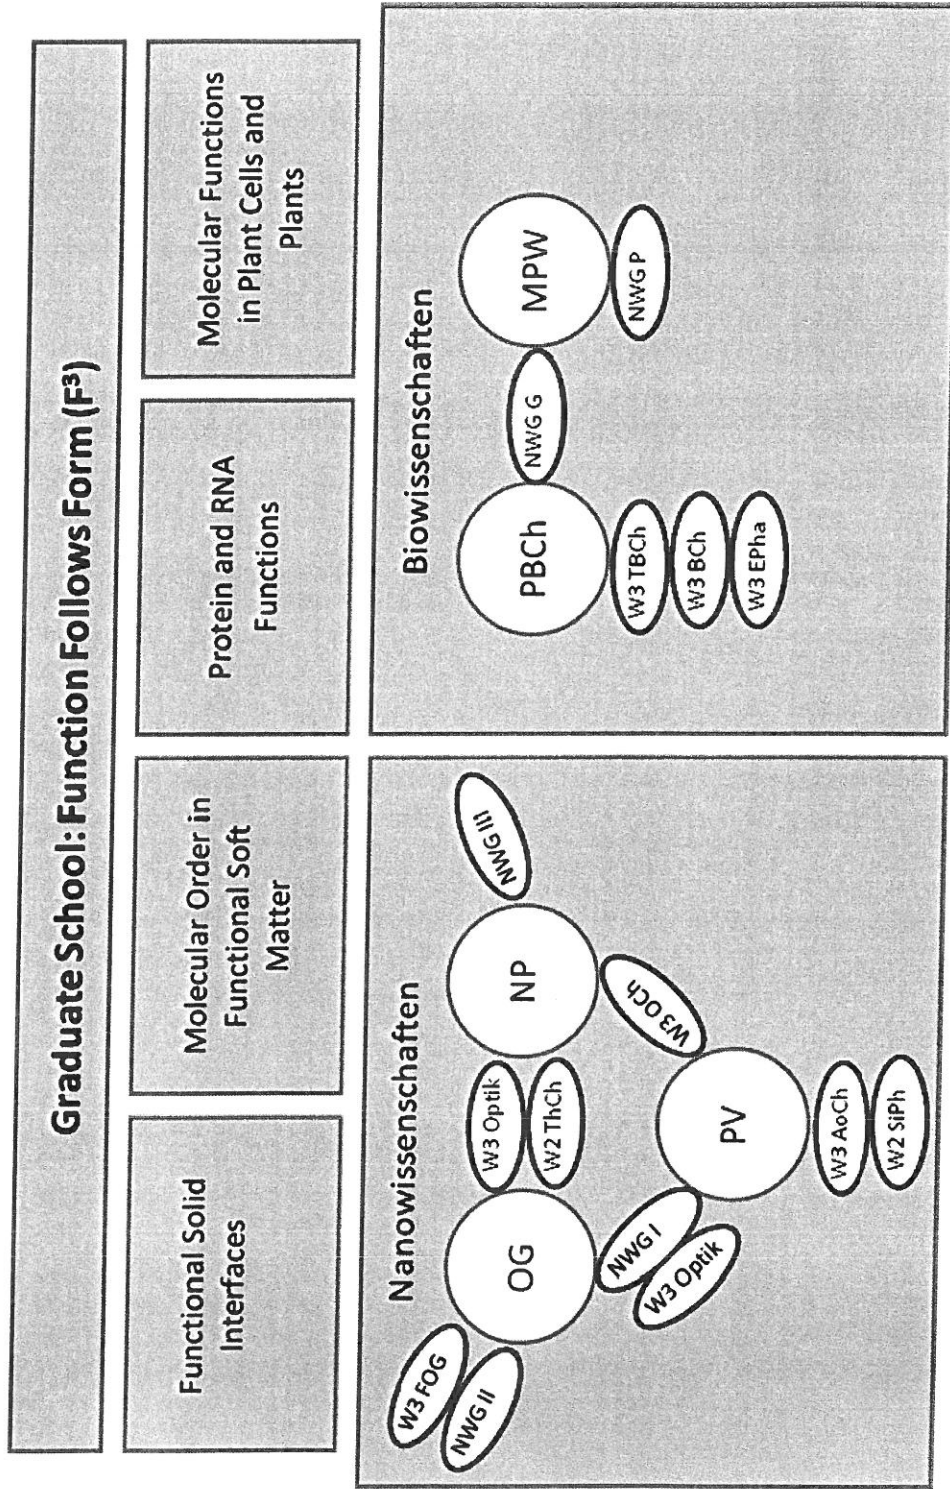 Graduate School: Function Follows Form (F³)
Functional Solid
Interfaces
Molecular Order in
Functional Soft
Matter
Protein and RNA
Functions
Molecular Functions
in Plant Cells and
Plants
Nanowissenschaften
W3 FOG
NWG II
OG
W3 Optik
W2 ThCh
NP
NWG III
NWG I
W3 Optik
W3 OCh
PV
W3 AoCh
W2 SiPh
Biowissenschaften
PBCh
NWG G
MPW
W3 TBCh
W3 BCh
W3 EPha
NWG P